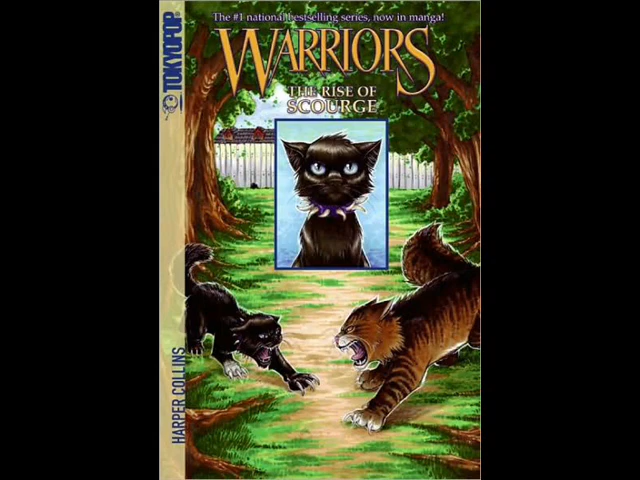 The #1 national bestselling series, now in manga!
WARRIORS
THE RISE OF
SCOURGE
TOKYOPOP
HARPER COLLINS